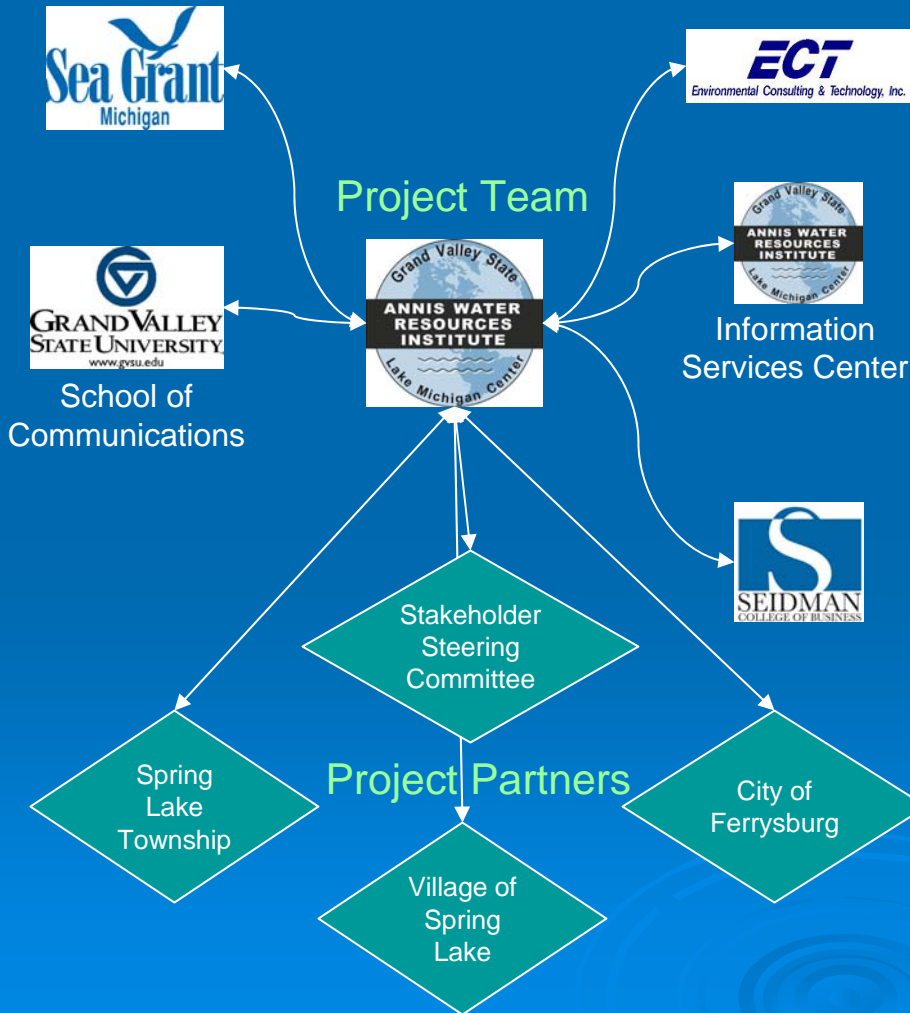 Sea Grant
Michigan
ECT
Environmental Consulting & Technology, Inc.
Project Team
Grand Valley State
ANNIS WATER
RESOURCES
INSTITUTE
Lake Michigan Center
Grand Valley State
ANNIS WATER
RESOURCES
INSTITUTE
Lake Michigan Center
Information
Services Center
GRAND VALLEY
STATE UNIVERSITY
www.gvsu.edu
School of
Communications
S
SEIDMAN
COLLEGE OF BUSINESS
Stakeholder
Steering
Committee
Project Partners
Spring
Lake
Township
Village of
Spring
Lake
City of
Ferrysburg